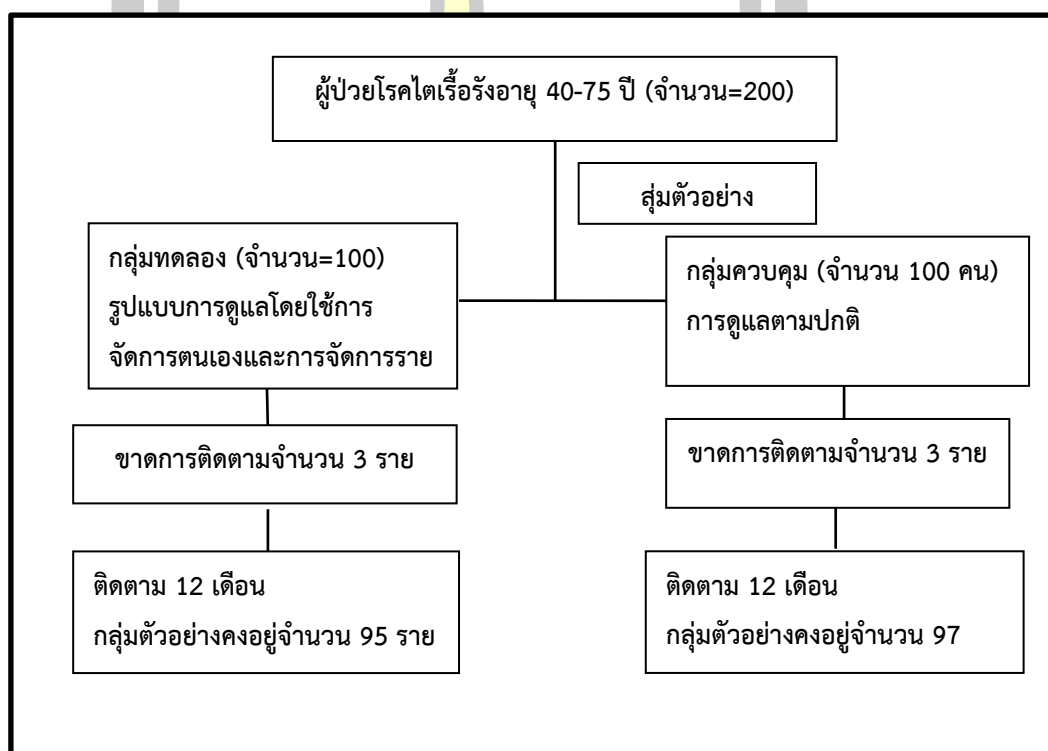 ผู้ป่วยโรคไตเรื้อรังอายุ 40-75 ปี (จำนวน=200)
สุ่มตัวอย่าง
กลุ่มทดลอง (จำนวน=100)
รูปแบบการดูแลโดยใช้การ
จัดการตนเองและการจัดการราย
กลุ่มควบคุม (จำนวน 100 คน)
การดูแลตามปกติ
ขาดการติดตามจำนวน 3 ราย
ขาดการติดตามจำนวน 3 ราย
ติดตาม 12 เดือน
กลุ่มตัวอย่างคงอยู่จำนวน 95 ราย
ติดตาม 12 เดือน
กลุ่มตัวอย่างคงอยู่จำนวน 97